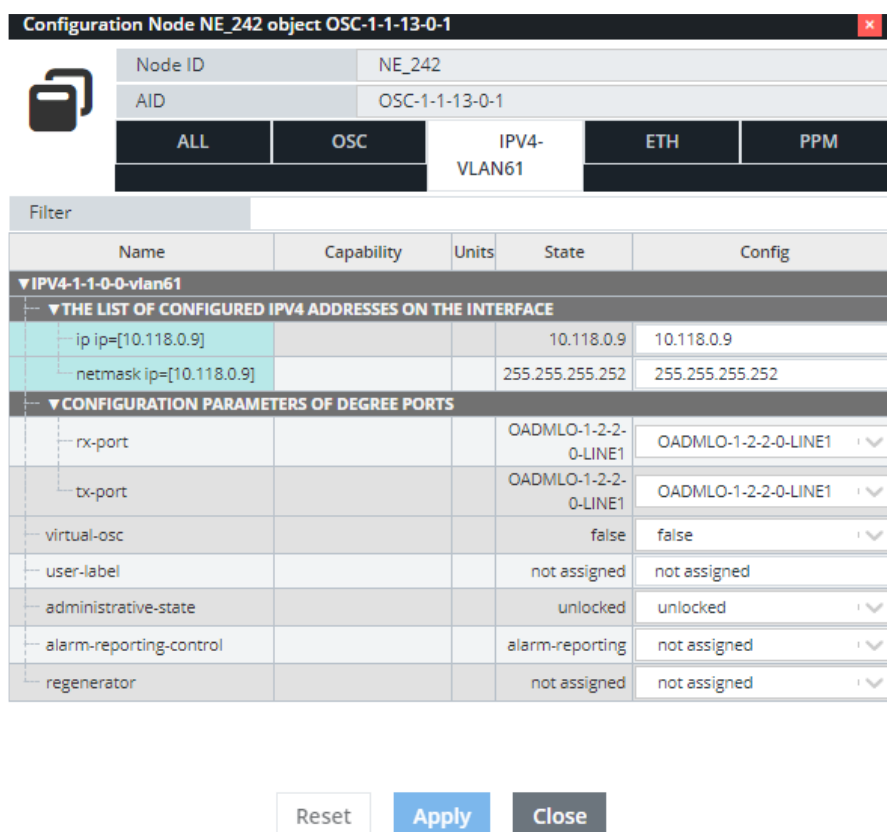 Configuration Node NE_242 object OSC-1-1-13-0-1
Node ID NE_242
AID OSC-1-1-13-0-1
ALL OSC IPV4-VLAN61 ETH PPM
Filter
Name Capability Units State Config
▼IPV4-1-1-0-0-vlan61
▼THE LIST OF CONFIGURED IPV4 ADDRESSES ON THE INTERFACE
ip ip=[10.118.0.9] 10.118.0.9 10.118.0.9
netmask ip=[10.118.0.9] 255.255.255.252 255.255.255.252
▼CONFIGURATION PARAMETERS OF DEGREE PORTS
rx-port OADMLO-1-2-2-0-LINE1 OADMLO-1-2-2-0-LINE1
tx-port OADMLO-1-2-2-0-LINE1 OADMLO-1-2-2-0-LINE1
virtual-osc false false
user-label not assigned not assigned
administrative-state unlocked unlocked
alarm-reporting-control alarm-reporting not assigned
regenerator not assigned not assigned
Reset Apply Close